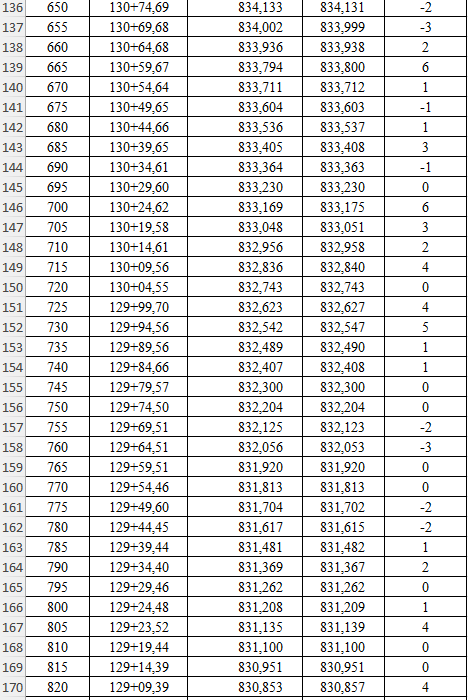 136 650 130+74,69 834,133 834,131 -2
137 655 130+69,68 834,002 833,999 -3
138 660 130+64,68 833,936 833,938 2
139 665 130+59,67 833,794 833,800 6
140 670 130+54,64 833,711 833,712 1
141 675 130+49,65 833,604 833,603 -1
142 680 130+44,66 833,536 833,537 1
143 685 130+39,65 833,405 833,408 3
144 690 130+34,61 833,364 833,363 -1
145 695 130+29,60 833,230 833,230 0
146 700 130+24,62 833,169 833,175 6
147 705 130+19,58 833,048 833,051 3
148 710 130+14,61 832,956 832,958 2
149 715 130+09,56 832,836 832,840 4
150 720 130+04,55 832,743 832,743 0
151 725 129+99,70 832,623 832,627 4
152 730 129+94,56 832,542 832,547 5
153 735 129+89,56 832,489 832,490 1
154 740 129+84,66 832,407 832,408 1
155 745 129+79,57 832,300 832,300 0
156 750 129+74,50 832,204 832,204 0
157 755 129+69,51 832,125 832,123 -2
158 760 129+64,51 832,056 832,053 -3
159 765 129+59,51 831,920 831,920 0
160 770 129+54,46 831,813 831,813 0
161 775 129+49,60 831,704 831,702 -2
162 780 129+44,45 831,617 831,615 -2
163 785 129+39,44 831,481 831,482 1
164 790 129+34,40 831,369 831,367 2
165 795 129+29,46 831,262 831,262 0
166 800 129+24,48 831,208 831,209 1
167 805 129+23,52 831,135 831,139 4
168 810 129+19,44 831,100 831,100 0
169 815 129+14,39 830,951 830,951 0
170 820 129+09,39 830,853 830,857 4